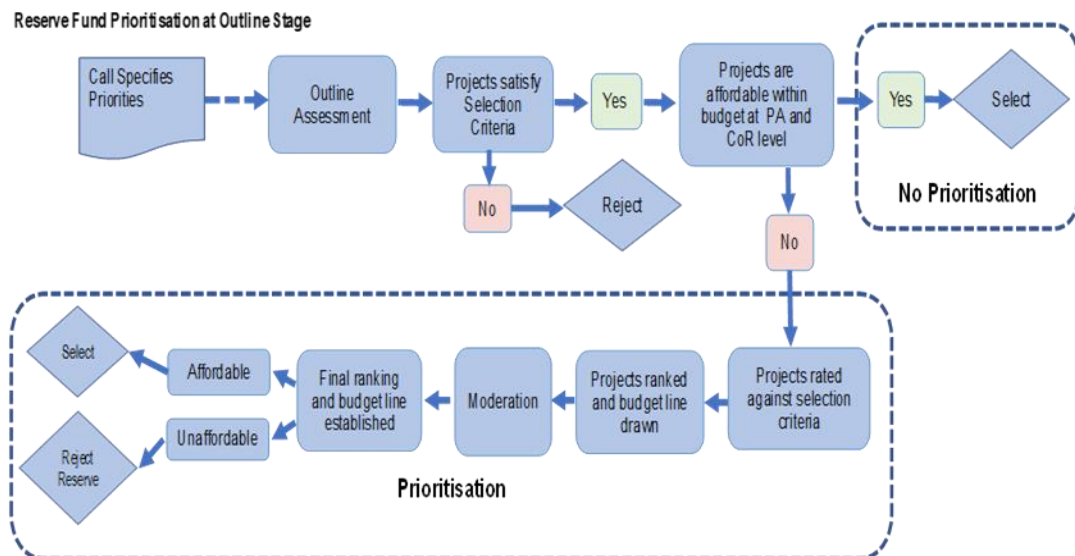 Reserve Fund Prioritisation at Outline Stage
Call Specifies
Priorities
Outline
Assessment
Projects satisfy
Selection
Criteria
Yes
Projects are
affordable within
budget at PA and
CoR level
Yes
Select
No Prioritisation
No
Reject
No
Select
Affordable
Final ranking
and budget line
established
Moderation
Projects ranked
and budget line
drawn
Projects rated
against selection
criteria
Unaffordable
Reject
Reserve
Prioritisation